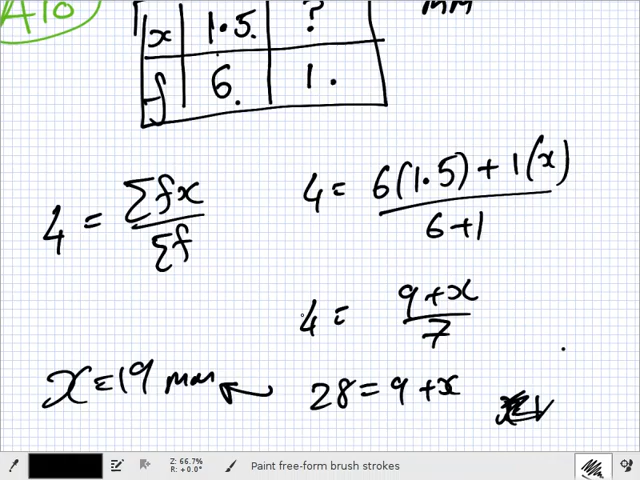 A10
x 1.5. ?
mm
f 6. 1.
4 = Σfx / Σf
4 = 6(1.5) + 1(x) / 6+1
4 = 9+x / 7
28 = 9 + x
x = 19 mm
Z: 66.7%
R: +0.0°
Paint free-form brush strokes